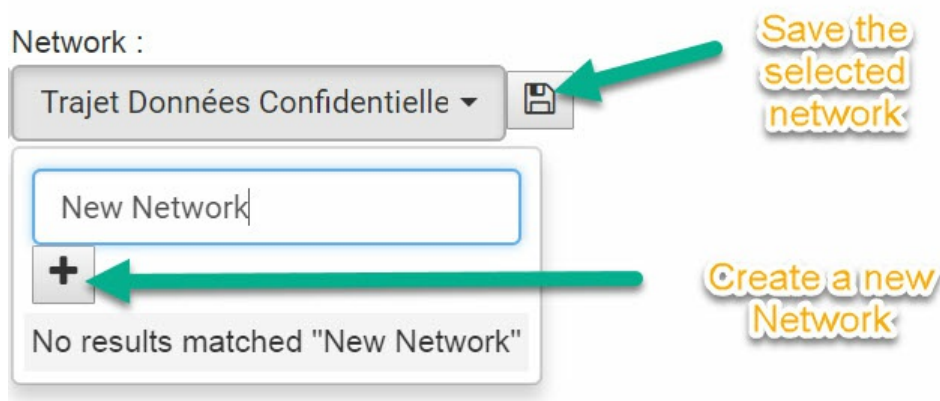 Network :
Trajet Données Confidentielle
Save the
selected
network
New Network
Create a new
Network
No results matched "New Network"